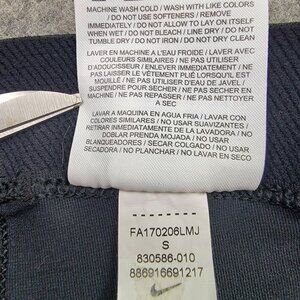 MACHINE WASH COLD / WASH WITH LIKE COLORS
/ DO NOT USE SOFTENERS / REMOVE
IMMEDIATELY / DO NOT ALLOW TO LAY ON ITSELF
WHEN WET / DO NOT BLEACH / LINE DRY / DO NOT
TUMBLE DRY / DO NOT IRON / DO NOT DRY CLEAN
LAVER EN MACHINE A L'EAU FROIDE / LAVER AVEC
COULEURS SIMILAIRES / NE PAS UTILISER
D'ADOUCISSEUR / ENLEVER IMMEDIATEMENT / NE
PAS LAISSER LE VÊTEMENT PLIÉ LORSQU'IL EST
MOUILLÉ / NE PAS UTILISER D'EAU DE JAVEL /
SUSPENDRE POUR SECHER / NE PAS SECHER EN
MACHINE / NE PAS REPASSER / NE PAS NETTOYER
A SEC
LAVAR A MAQUINA EN AGUA FRIA / LAVAR CON
COLORES SIMILARES / NO USAR SUAVIZANTES /
RETIRAR INMEDIATAMENTE DE LA LAVADORA / NO
DOBLAR CUANDO ESTA MOJADO / NO USAR
BLANQUEADORES / SECAR COLGADO / NO USAR
SECADORA / NO PLANCHAR / NO LAVAR EN SECO
FA170206LMJ
S
830586-010
886916691217